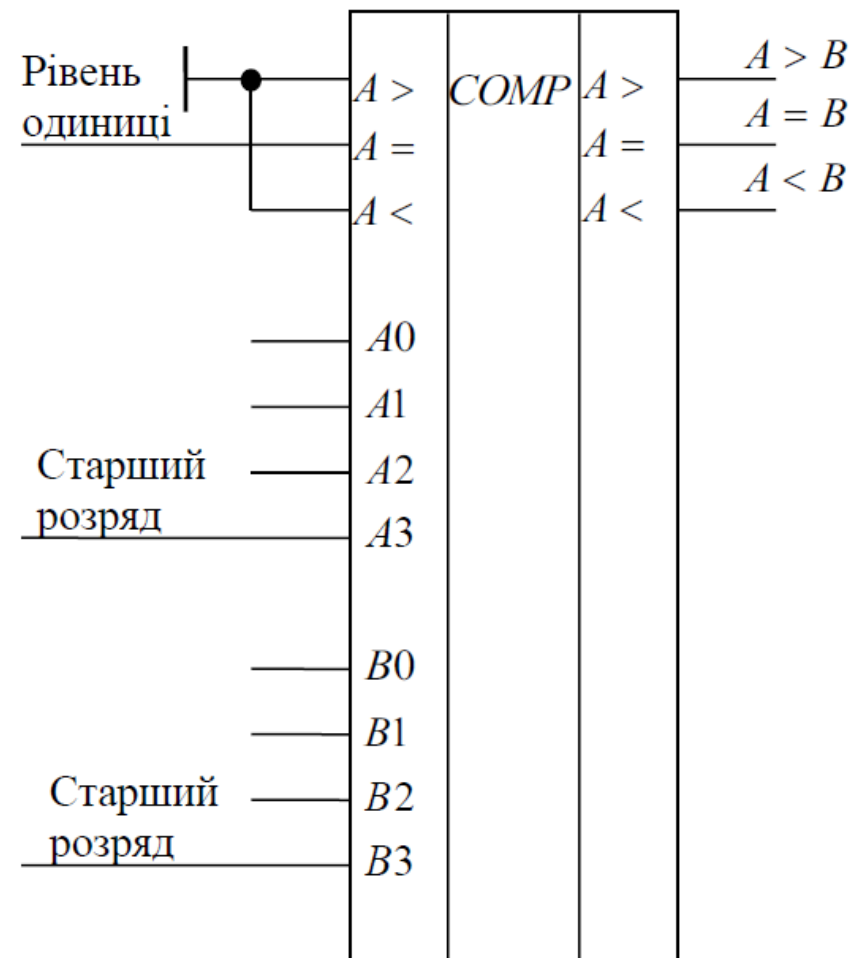 Рівень
одиниці
A >
A =
A <
COMP
A >
A =
A <
A > B
A = B
A < B
A0
A1
Старший
розряд
A2
A3
B0
B1
Старший
розряд
B2
B3